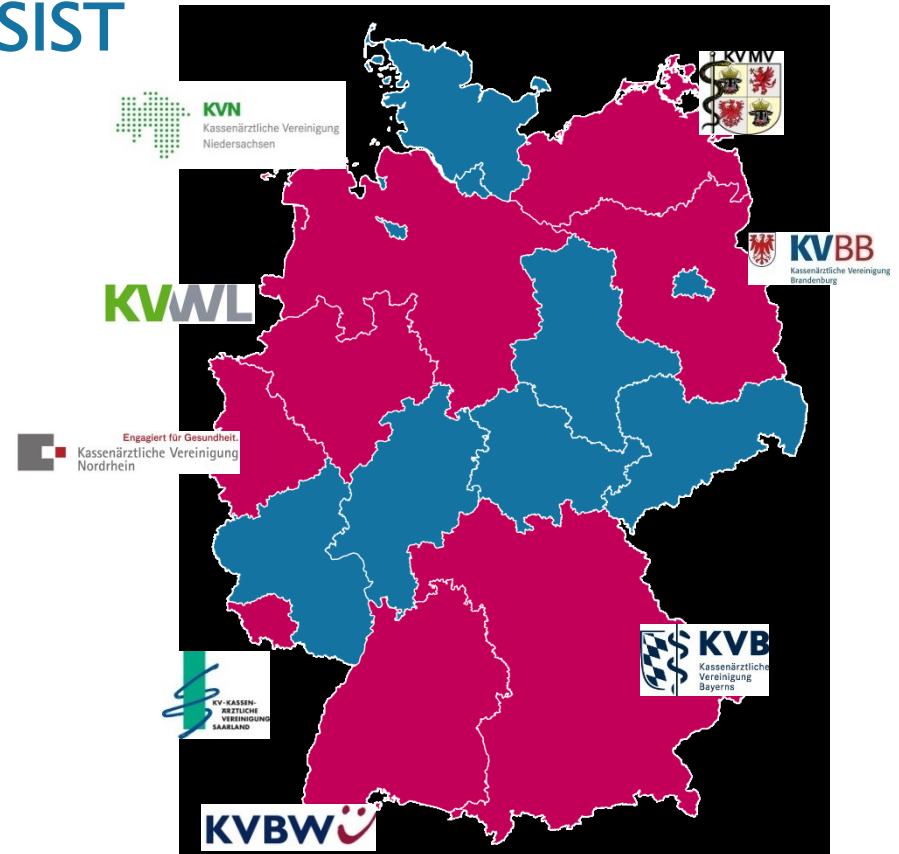 SIST
KVMV
KVN
Kassenärztliche Vereinigung
Niedersachsen
KVBB
Kassenärztliche Vereinigung
Brandenburg
KVWL
Engagiert für Gesundheit.
Kassenärztliche Vereinigung
Nordrhein
KVB
Kassenärztliche
Vereinigung
Bayerns
KV-KASSEN-
ÄRZTLICHE
VEREINIGUNG
SAARLAND
KVBW